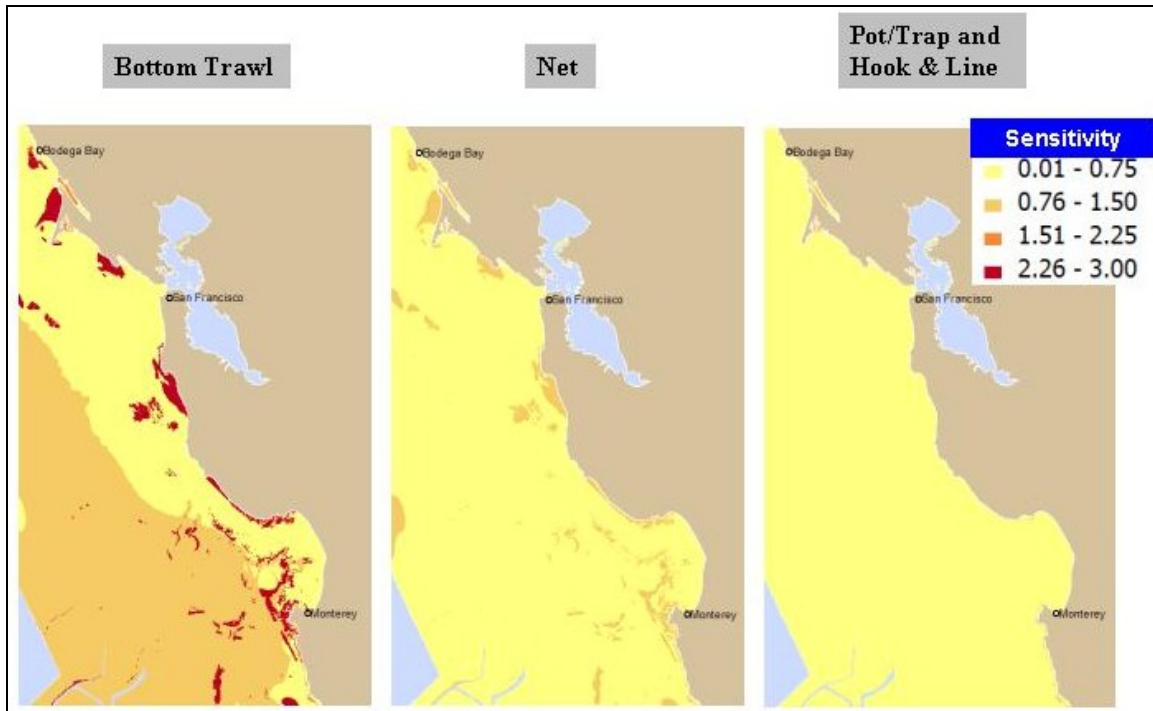 Bottom Trawl
Net
Pot/Trap and
Hook & Line
Sensitivity
0.01 - 0.75
0.76 - 1.50
1.51 - 2.25
2.26 - 3.00
Bodega Bay
San Francisco
Monterey
Bodega Bay
San Francisco
Monterey
Bodega Bay
San Francisco
Monterey